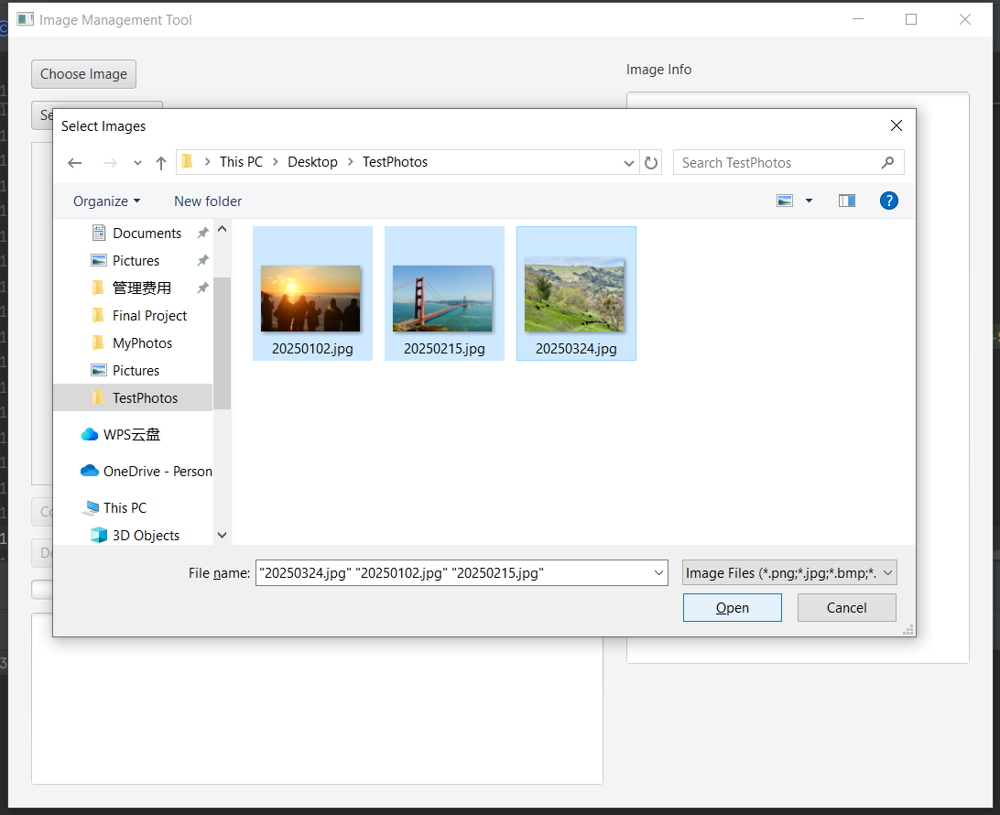 Image Management Tool
Choose Image
Image Info
Se
Select Images
This PC > Desktop > TestPhotos
Search TestPhotos
Organize
New folder
Documents
Pictures
管理费用
Final Project
MyPhotos
Pictures
TestPhotos
WPS云盘
OneDrive - Person
This PC
3D Objects
20250102.jpg
20250215.jpg
20250324.jpg
Co
Do
File name:
"20250324.jpg" "20250102.jpg" "20250215.jpg"
Image Files (*.png;*.jpg;*.bmp;*.
Open
Cancel